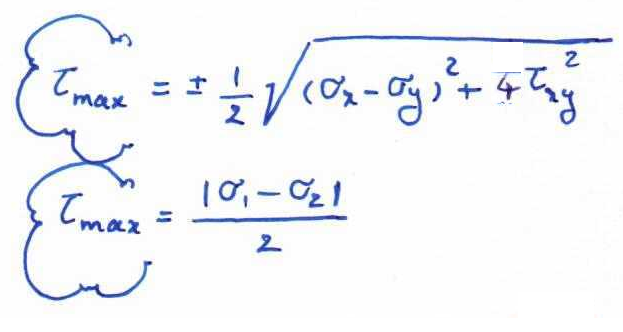 τmax = ± 1/2 √((σx − σy)² + 4τxy²)
τmax = |σ1 − σ2| / 2